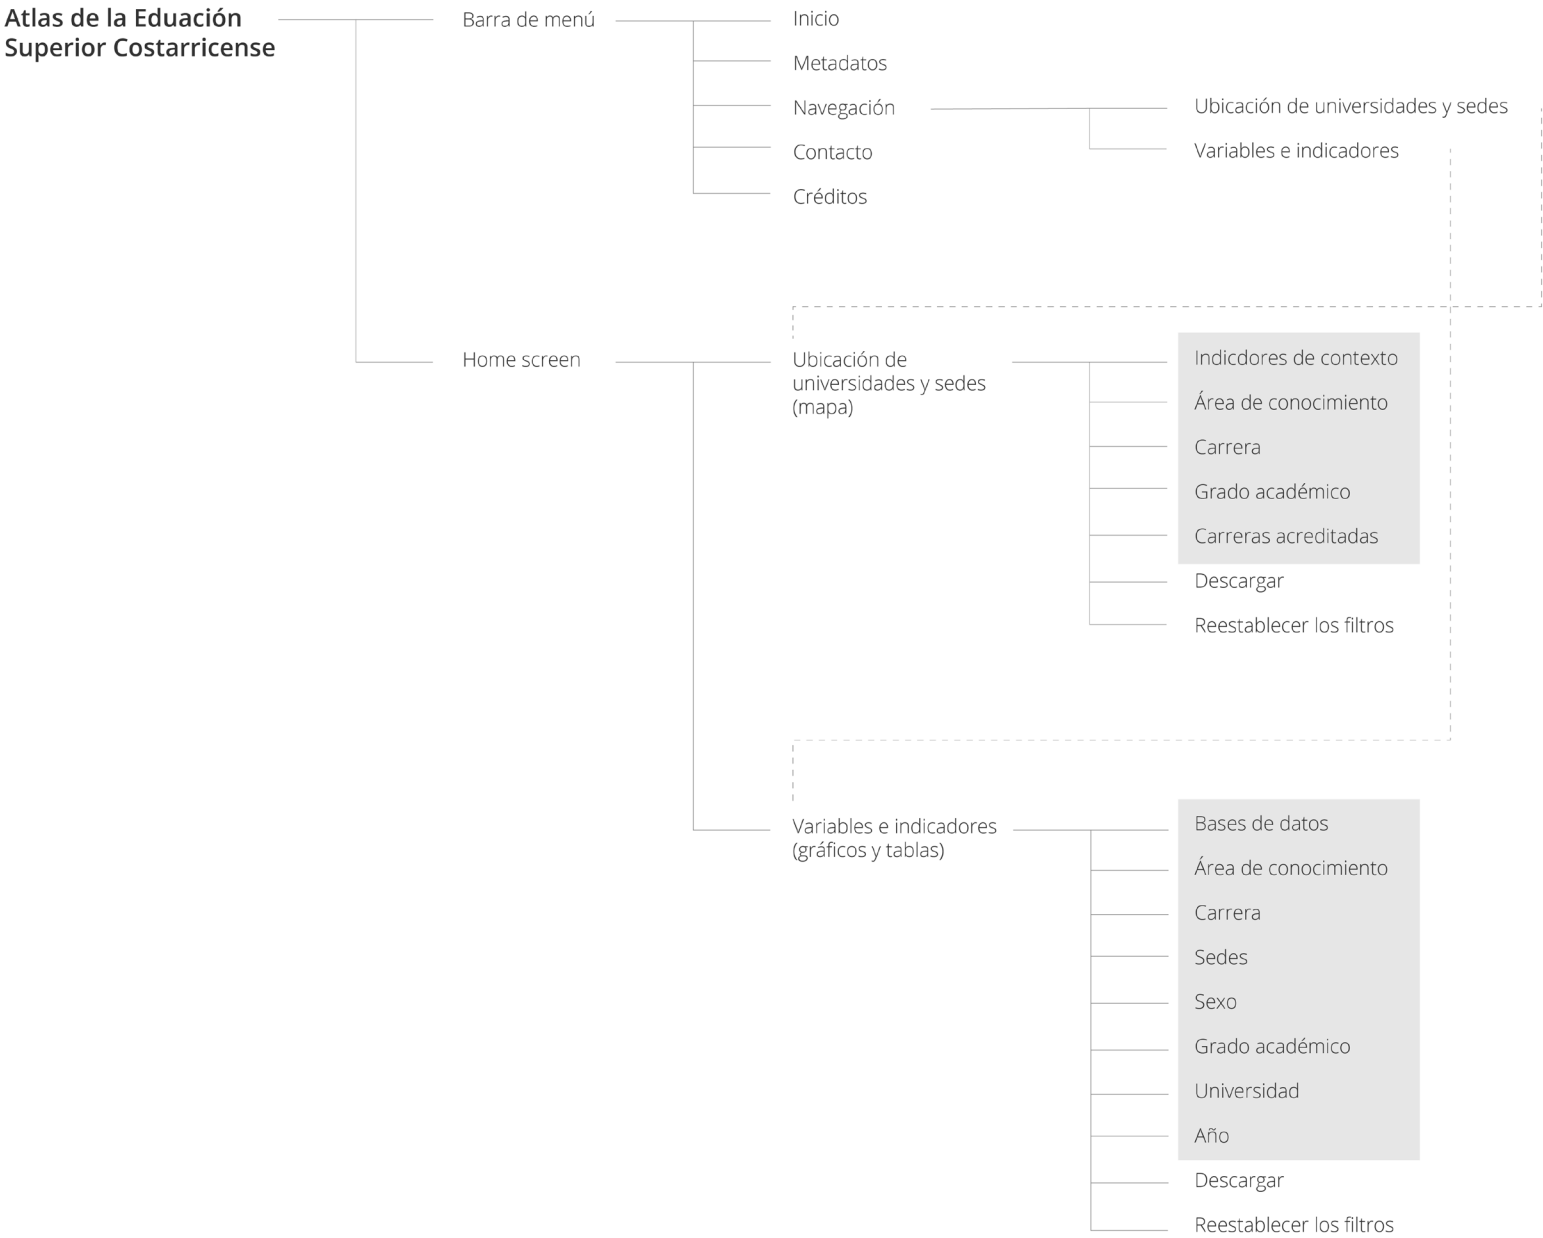 Atlas de la Eduación
Superior Costarricense
Barra de menú
Inicio
Metadatos
Navegación
Ubicación de universidades y sedes
Variables e indicadores
Contacto
Créditos
Home screen
Ubicación de
universidades y sedes
(mapa)
Indicdores de contexto
Área de conocimiento
Carrera
Grado académico
Carreras acreditadas
Descargar
Reestablecer los filtros
Variables e indicadores
(gráficos y tablas)
Bases de datos
Área de conocimiento
Carrera
Sedes
Sexo
Grado académico
Universidad
Año
Descargar
Reestablecer los filtros